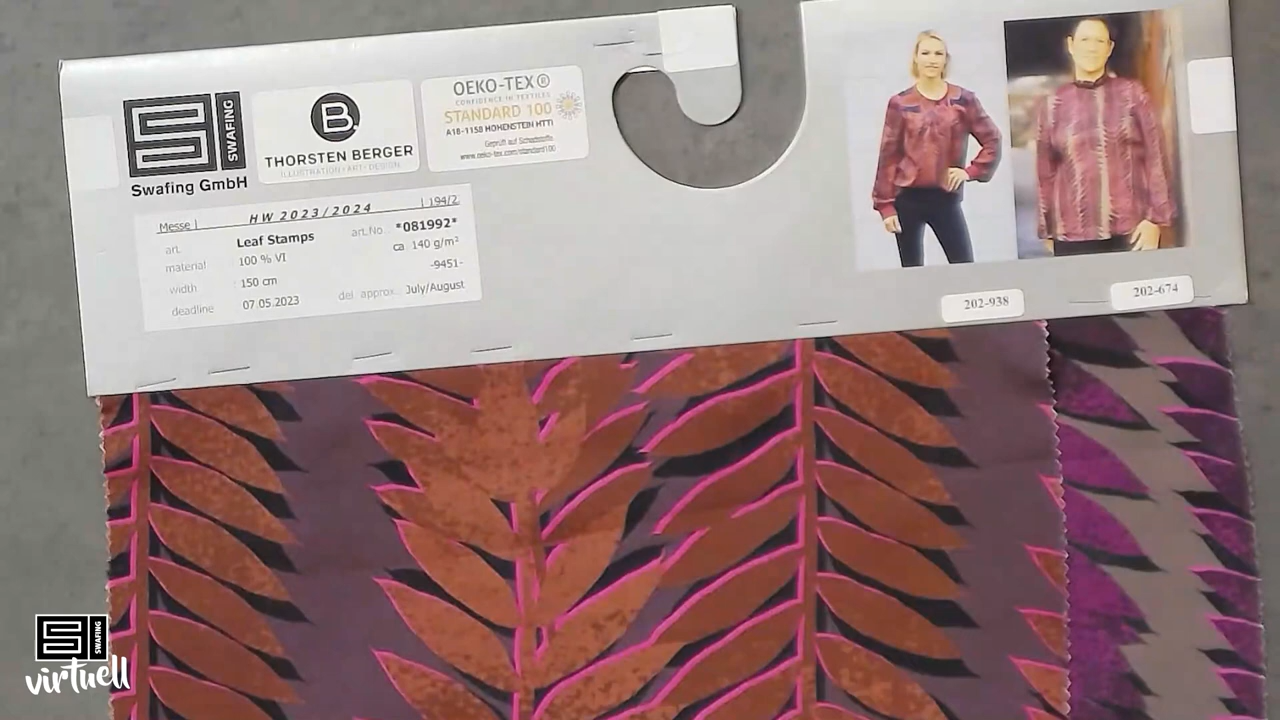 SWAFING
Swafing GmbH
B
THORSTEN BERGER
ILLUSTRATION · ART · DESIGN
OEKO-TEX®
CONFIDENCE IN TEXTILES
STANDARD 100
A18-1158 HOHENSTEIN HTTI
Geprüft auf Schadstoffe
www.oeko-tex.com/standard100
Messe | HW 2023/2024 | 194/2
art. Leaf Stamps art.No. *081992*
material 100 % VI ca. 140 g/m²
width 150 cm -9451-
deadline 07.05.2023 del. approx. July/August
202-938
202-674
SWAFING
virtuell